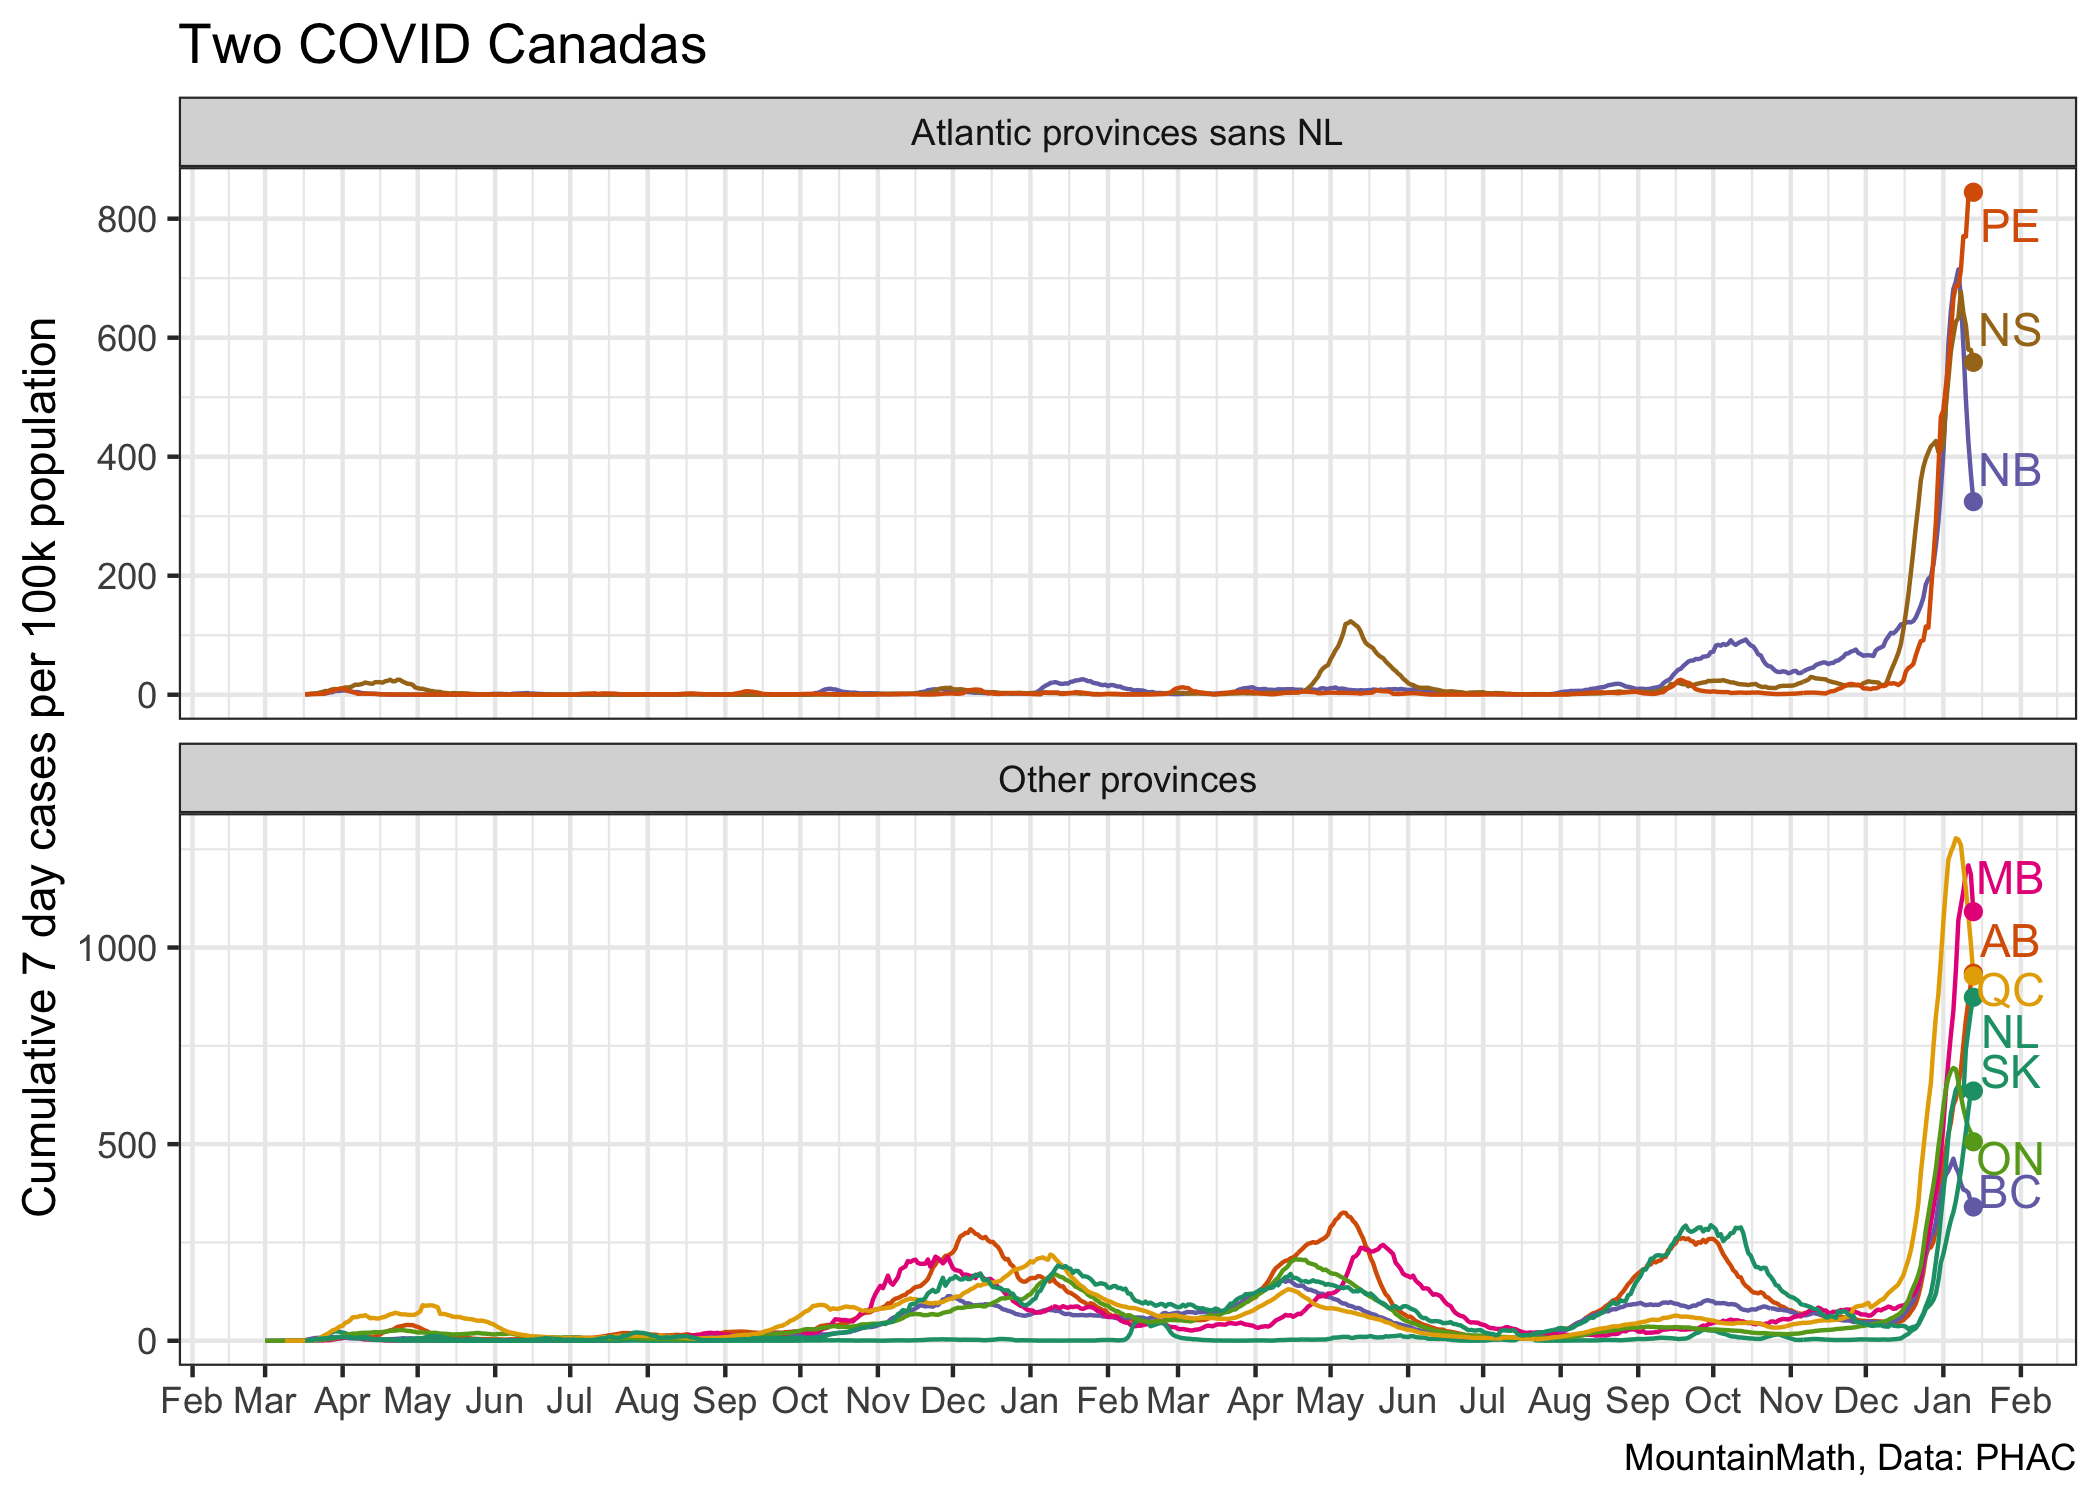 Two COVID Canadas
Atlantic provinces sans NL
Cumulative 7 day cases per 100k population
800
600
400
200
0
PE
NS
NB
Other provinces
1000
500
0
MB
AB
QC
NL
SK
ON
BC
Feb Mar Apr May Jun Jul Aug Sep Oct Nov Dec Jan Feb Mar Apr May Jun Jul Aug Sep Oct Nov Dec Jan Feb
MountainMath, Data: PHAC